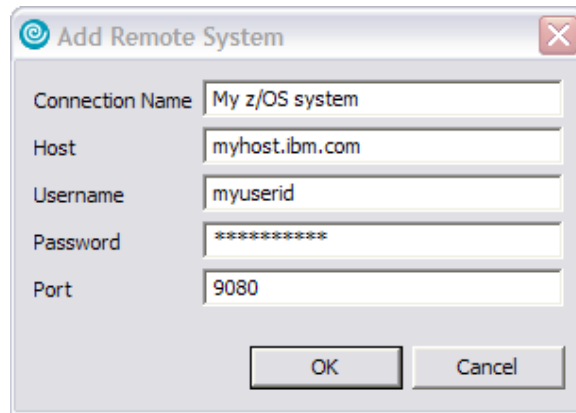 Add Remote System
Connection Name My z/OS system
Host myhost.ibm.com
Username myuserid
Password **********
Port 9080
OK Cancel